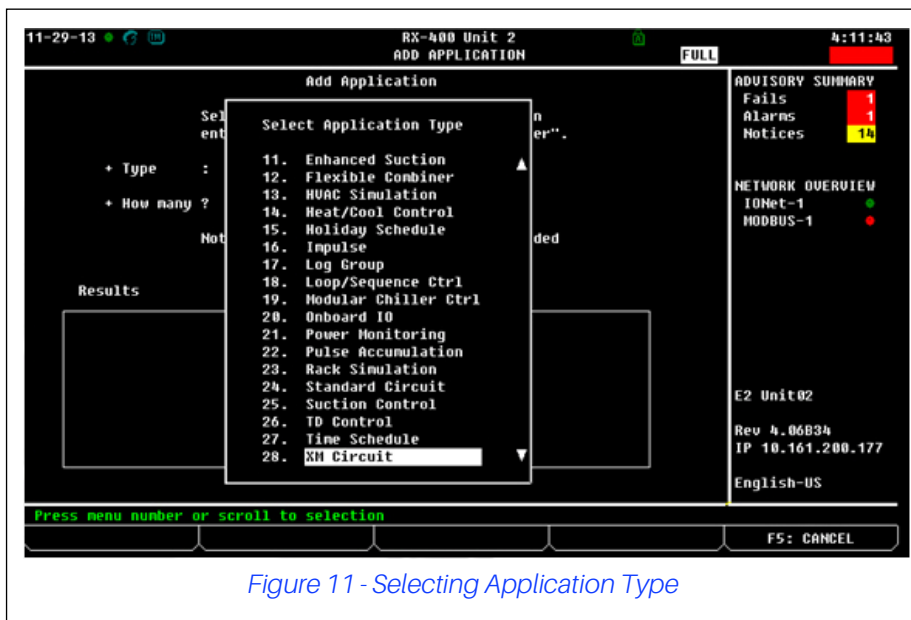 11-29-13
RX-400 Unit 2
4:11:43
ADD APPLICATION
FULL
Add Application
Sel
n
ent
er".
+ Type :
+ How many ?
Not
ded
Results
Select Application Type
11. Enhanced Suction
12. Flexible Combiner
13. HVAC Simulation
14. Heat/Cool Control
15. Holiday Schedule
16. Impulse
17. Log Group
18. Loop/Sequence Ctrl
19. Modular Chiller Ctrl
20. Onboard IO
21. Power Monitoring
22. Pulse Accumulation
23. Rack Simulation
24. Standard Circuit
25. Suction Control
26. TD Control
27. Time Schedule
28. XM Circuit
ADVISORY SUMMARY
Fails 1
Alarms 1
Notices 14
NETWORK OVERVIEW
IONet-1
MODBUS-1
E2 Unit02
Rev 4.06B34
IP 10.161.200.177
English-US
Press menu number or scroll to selection
F5: CANCEL
Figure 11 - Selecting Application Type